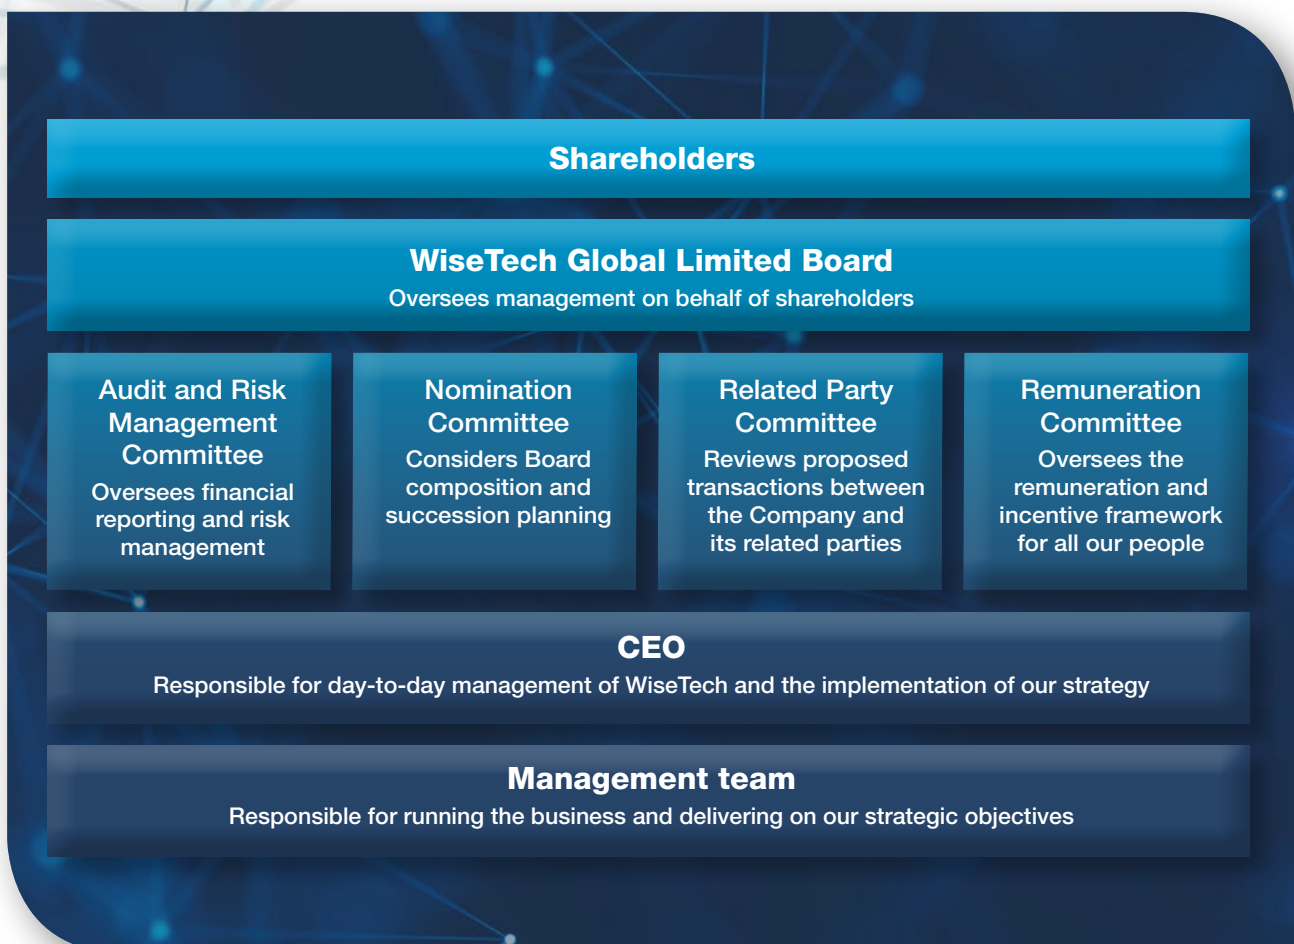 Shareholders
WiseTech Global Limited Board
Oversees management on behalf of shareholders
Audit and Risk
Management
Committee
Oversees financial
reporting and risk
management
Nomination
Committee
Considers Board
composition and
succession planning
Related Party
Committee
Reviews proposed
transactions between
the Company and
its related parties
Remuneration
Committee
Oversees the
remuneration and
incentive framework
for all our people
CEO
Responsible for day-to-day management of WiseTech and the implementation of our strategy
Management team
Responsible for running the business and delivering on our strategic objectives